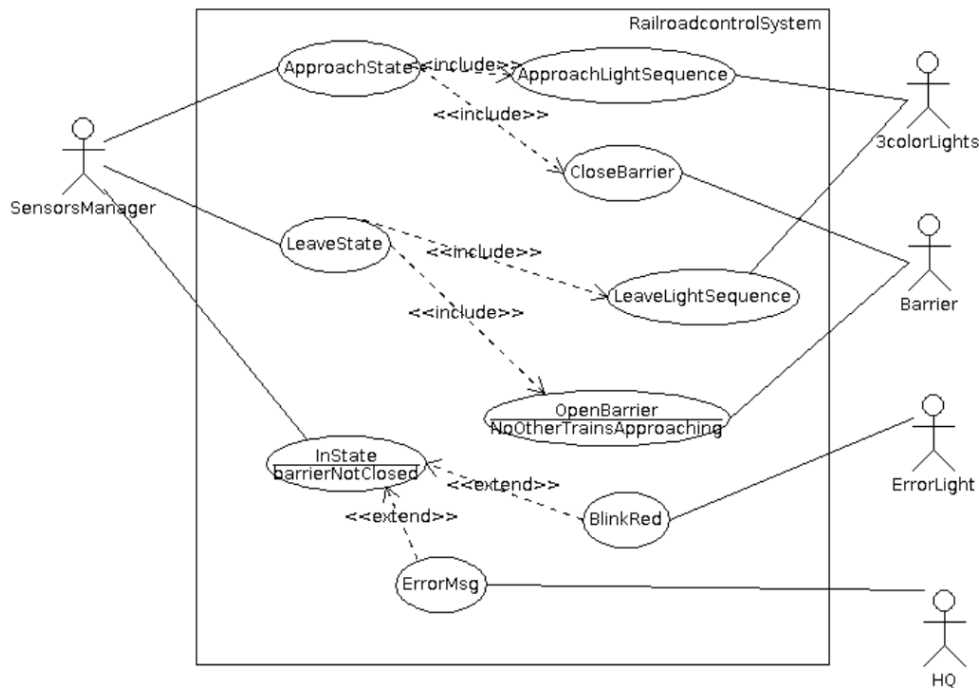 RailroadcontrolSystem
ApproachState
<<include>>
ApproachLightSequence
<<include>>
3colorLights
CloseBarrier
SensorsManager
LeaveState
<<include>>
LeaveLightSequence
Barrier
<<include>>
OpenBarrier
NoOtherTrainsApproaching
InState
barrierNotClosed
<<extend>>
ErrorLight
<<extend>>
BlinkRed
ErrorMsg
HQ